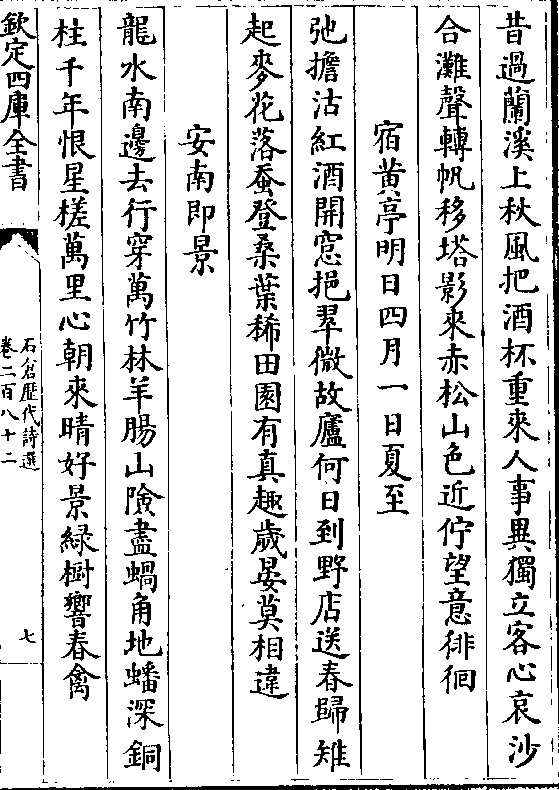 昔過蘭溪上秋風把酒杯重來人事異獨立客心哀沙
合灘聲轉帆移塔影來赤松山色近佇望意徘徊
宿黄亭明日四月一日夏至
弛擔沽紅酒開窓挹翠微故廬何日到野店送春歸雉
起麥花落蚕登桑葉稀田園有真趣歲晏莫相違
安南即景
龍水南邊去行穿萬竹林羊腸山險盡蝸角地蟠深銅
柱千年恨星槎萬里心朝來晴好景緑樹響春禽
欽定四庫全書
石倉歴代詩選
卷二百八十二
七